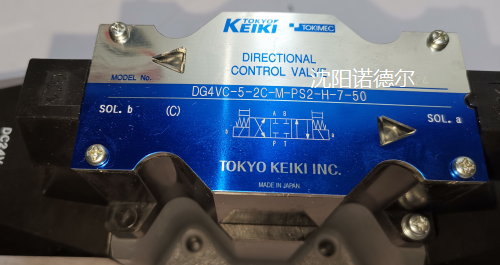 TOKYO
KEIKI
TOKIMEC
DIRECTIONAL
CONTROL VALVE
沈阳诺德尔
MODEL No.
DG4VC-5-2C-M-PS2-H-7-50
SOL. b (C)
SOL. a
A B
P T
TOKYO KEIKI INC.
MADE IN JAPAN
DC24V